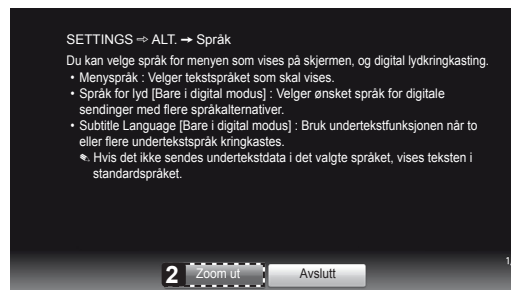 SETTINGS ⇨ ALT. ➙ Språk
Du kan velge språk for menyen som vises på skjermen, og digital lydkringkasting.
• Menyspråk : Velger tekstspråket som skal vises.
• Språk for lyd [Bare i digital modus] : Velger ønsket språk for digitale
sendinger med flere språkalternativer.
• Subtitle Language [Bare i digital modus] : Bruk undertekstfunksjonen når to
eller flere undertekstspråk kringkastes.
✎ Hvis det ikke sendes undertekstdata i det valgte språket, vises teksten i
standardspråket.
2 Zoom ut Avslutt